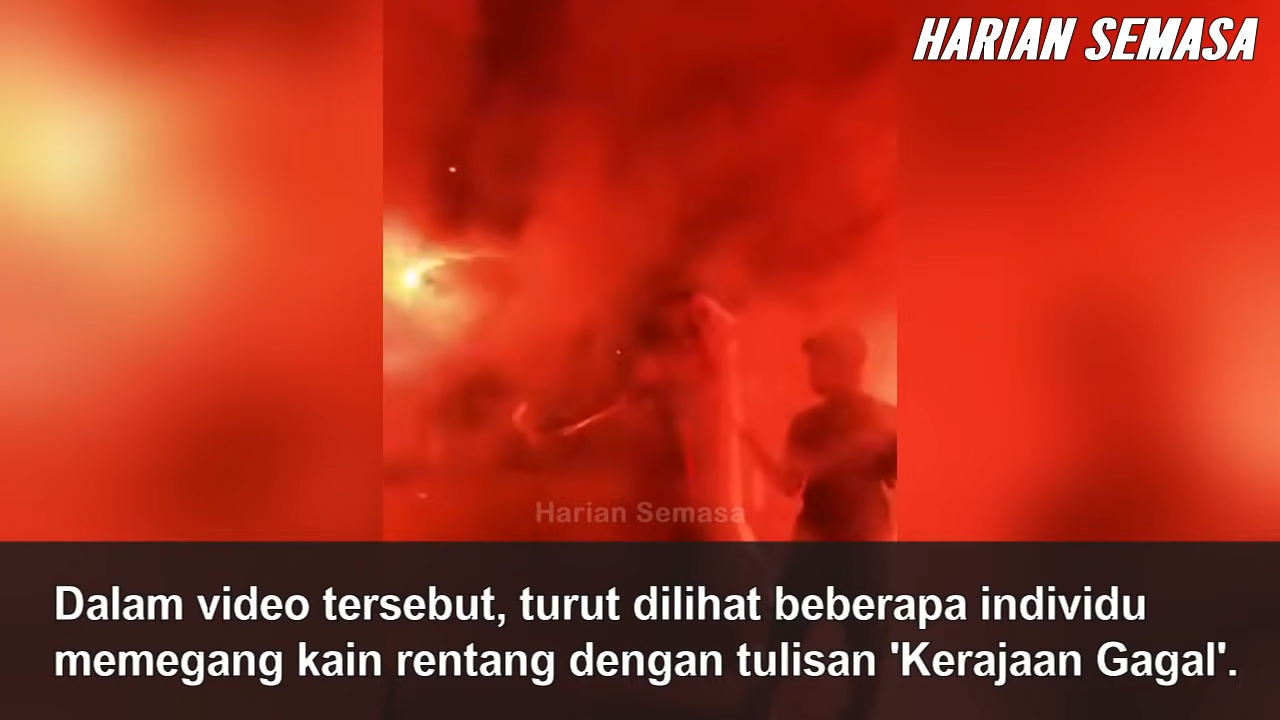 HARIAN SEMASA
Harian Semasa
Dalam video tersebut, turut dilihat beberapa individu
memegang kain rentang dengan tulisan 'Kerajaan Gagal'.